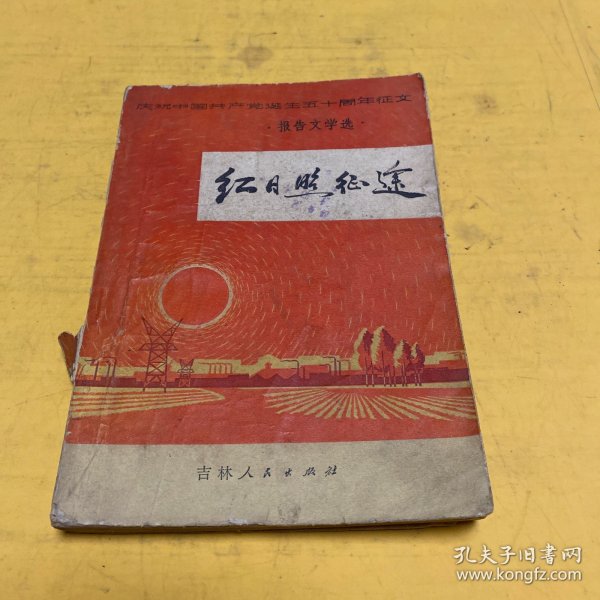 庆祝中国共产党诞生五十周年征文
·报告文学选·
红日照征途
吉林人民出版社
孔夫子旧书网
www.kongfz.com